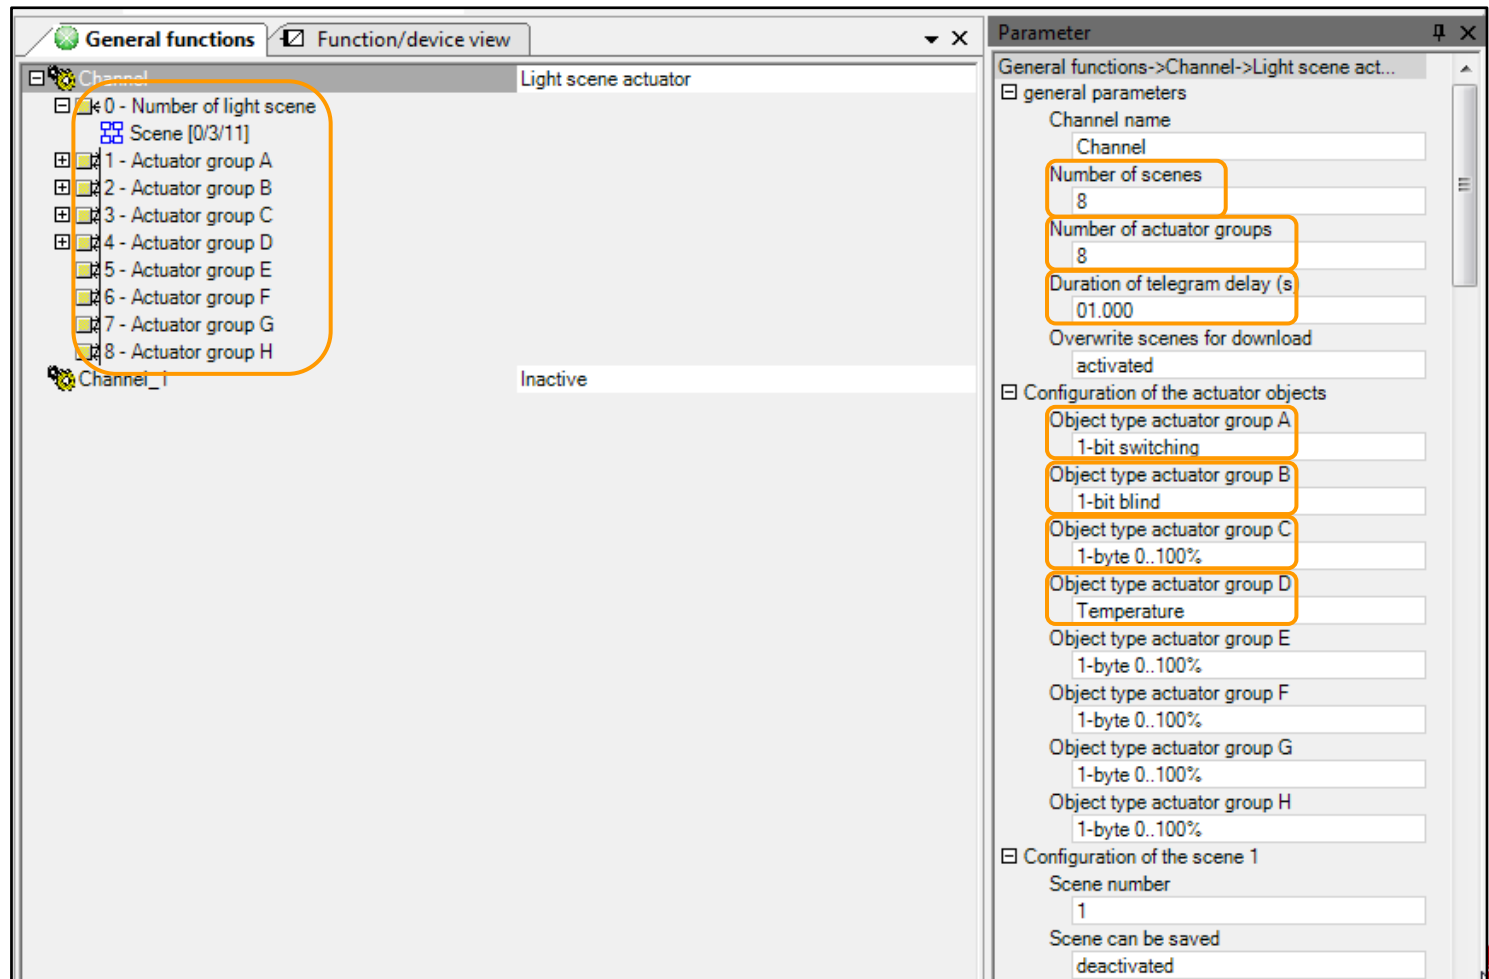 General functions
Function/device view
Channel
Light scene actuator
0 - Number of light scene
Scene [0/3/11]
1 - Actuator group A
2 - Actuator group B
3 - Actuator group C
4 - Actuator group D
5 - Actuator group E
6 - Actuator group F
7 - Actuator group G
8 - Actuator group H
Channel_1
Inactive
Parameter
General functions->Channel->Light scene act...
general parameters
Channel name
Channel
Number of scenes
8
Number of actuator groups
8
Duration of telegram delay (s)
01.000
Overwrite scenes for download
activated
Configuration of the actuator objects
Object type actuator group A
1-bit switching
Object type actuator group B
1-bit blind
Object type actuator group C
1-byte 0..100%
Object type actuator group D
Temperature
Object type actuator group E
1-byte 0..100%
Object type actuator group F
1-byte 0..100%
Object type actuator group G
1-byte 0..100%
Object type actuator group H
1-byte 0..100%
Configuration of the scene 1
Scene number
1
Scene can be saved
deactivated